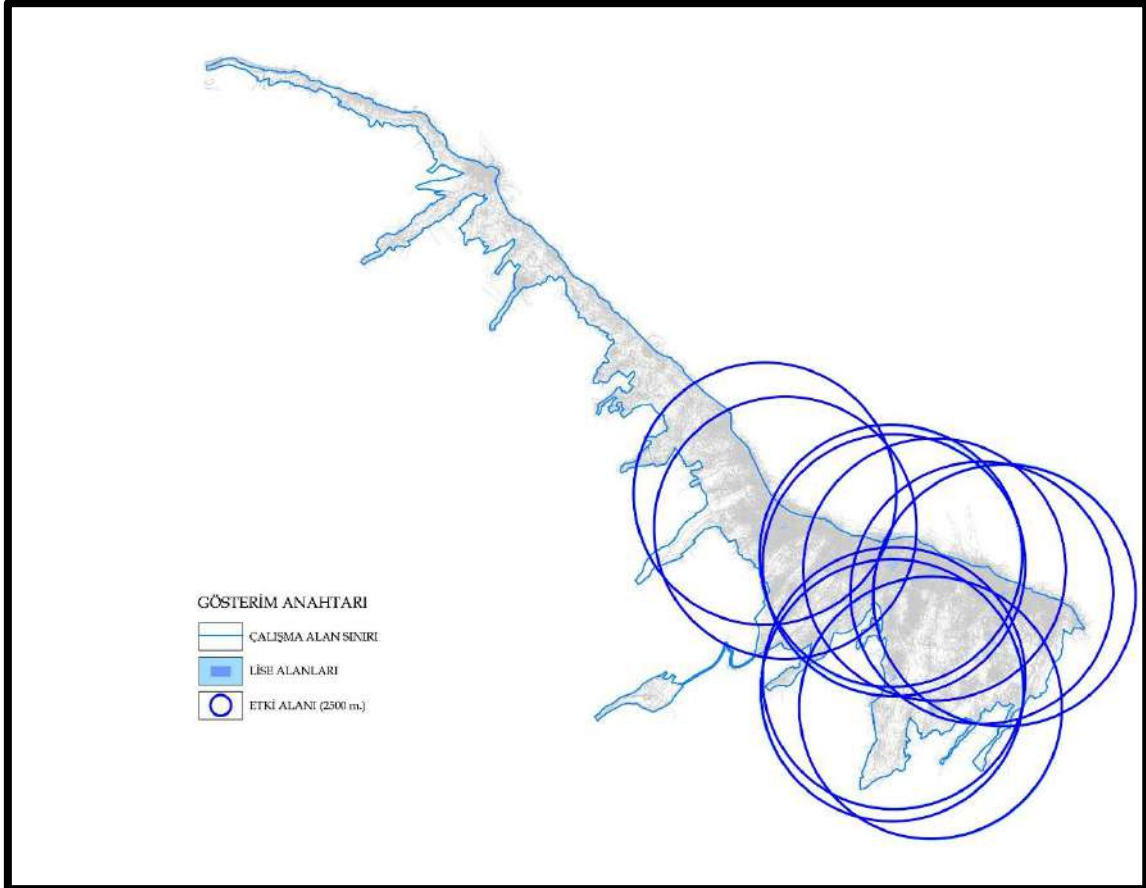 GÖSTERİM ANAHTARI
ÇALIŞMA ALAN SINIRI
LİSE ALANLARI
ETKİ ALANI (2500 m.)